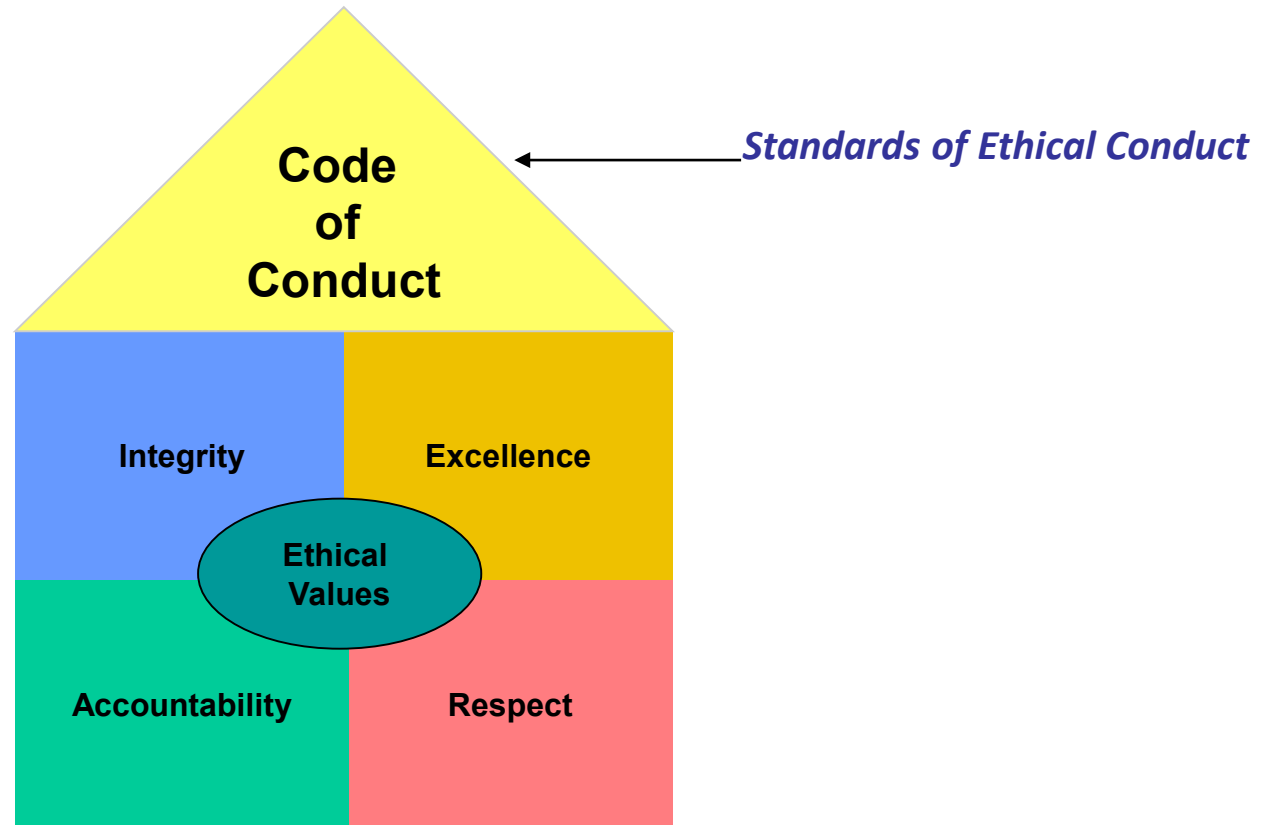 Code
of
Conduct
Standards of Ethical Conduct
Integrity
Excellence
Ethical
Values
Accountability
Respect